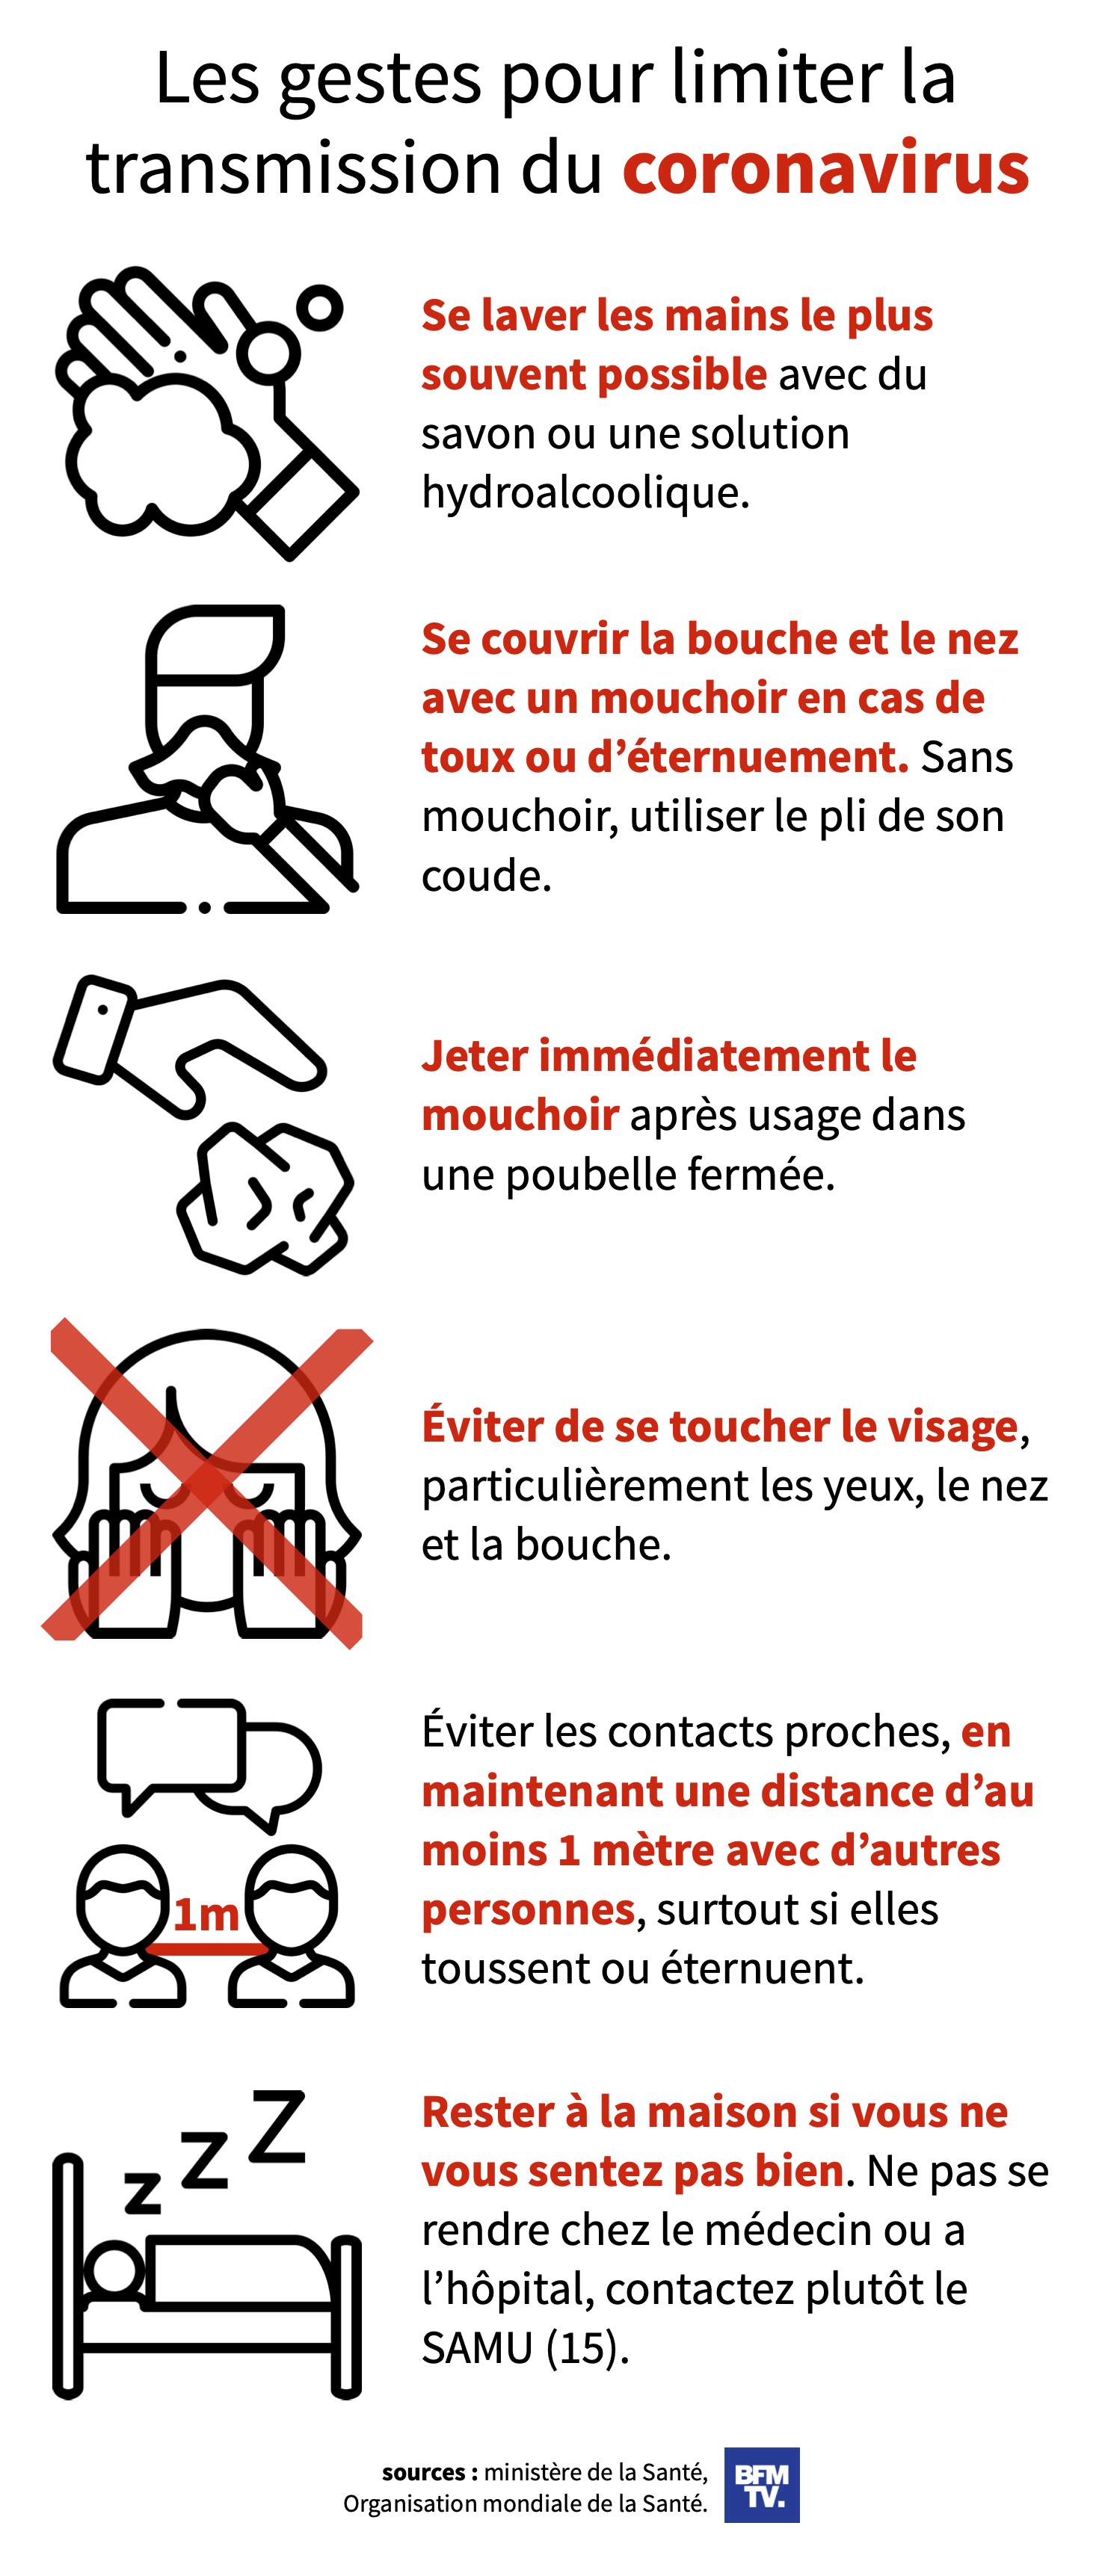 Les gestes pour limiter la
transmission du coronavirus
Se laver les mains le plus
souvent possible avec du
savon ou une solution
hydroalcoolique.
Se couvrir la bouche et le nez
avec un mouchoir en cas de
toux ou d’éternuement. Sans
mouchoir, utiliser le pli de son
coude.
Jeter immédiatement le
mouchoir après usage dans
une poubelle fermée.
Éviter de se toucher le visage,
particulièrement les yeux, le nez
et la bouche.
Éviter les contacts proches, en
maintenant une distance d’au
moins 1 mètre avec d’autres
personnes, surtout si elles
toussent ou éternuent.
1m
z z Z
Rester à la maison si vous ne
vous sentez pas bien. Ne pas se
rendre chez le médecin ou a
l’hôpital, contactez plutôt le
SAMU (15).
sources : ministère de la Santé,
Organisation mondiale de la Santé.
BFM
TV.